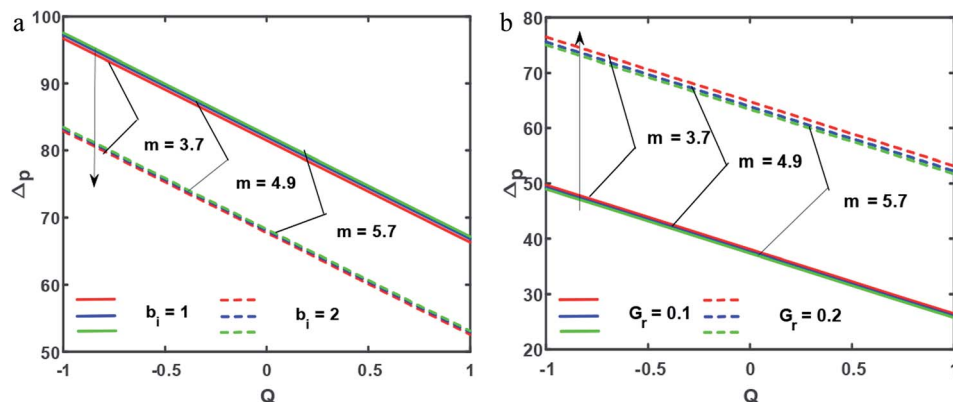 a
100
90
80
70
60
50
Δp
m = 3.7
m = 4.9
m = 5.7
b_i = 1
b_i = 2
-1 -0.5 0 0.5 1
Q
b
80
70
60
50
40
30
20
Δp
m = 3.7
m = 4.9
m = 5.7
G_r = 0.1
G_r = 0.2
-1 -0.5 0 0.5 1
Q